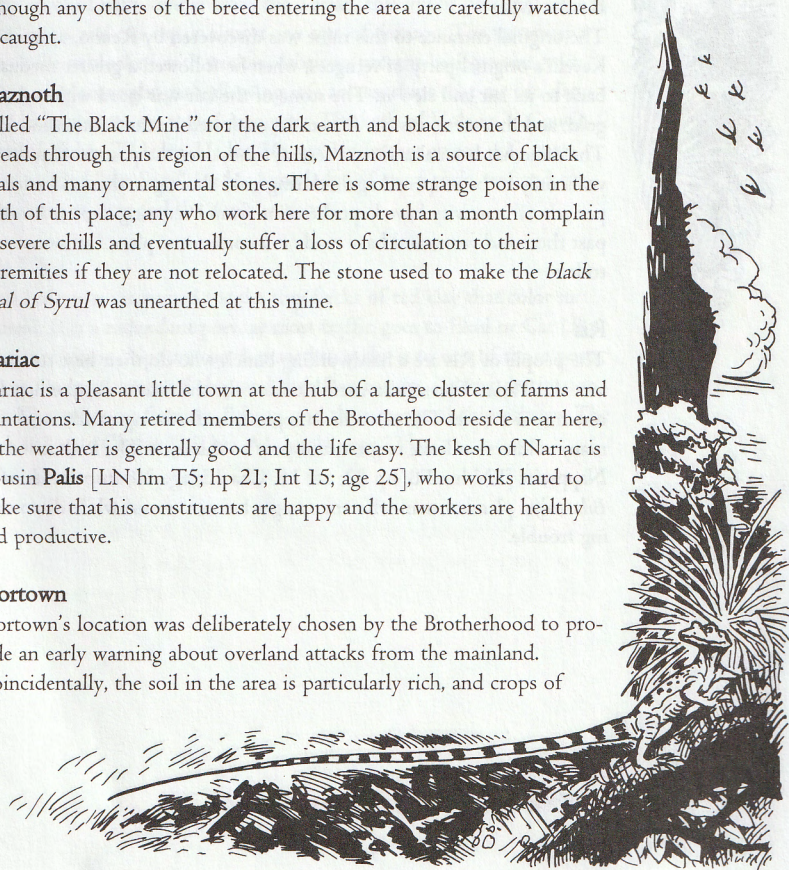 hough any others of the breed entering the area are carefully watched
caught.
aznoth
lled “The Black Mine” for the dark earth and black stone that
reads through this region of the hills, Maznoth is a source of black
als and many ornamental stones. There is some strange poison in the
th of this place; any who work here for more than a month complain
severe chills and eventually suffer a loss of circulation to their
remities if they are not relocated. The stone used to make the black
al of Syrul was unearthed at this mine.
ariac
riac is a pleasant little town at the hub of a large cluster of farms and
ntations. Many retired members of the Brotherhood reside near here,
the weather is generally good and the life easy. The kesh of Nariac is
usin Palis [LN hm T5; hp 21; Int 15; age 25], who works hard to
ke sure that his constituents are happy and the workers are healthy
d productive.
ortown
ortown’s location was deliberately chosen by the Brotherhood to pro-
de an early warning about overland attacks from the mainland.
oincidentally, the soil in the area is particularly rich, and crops of